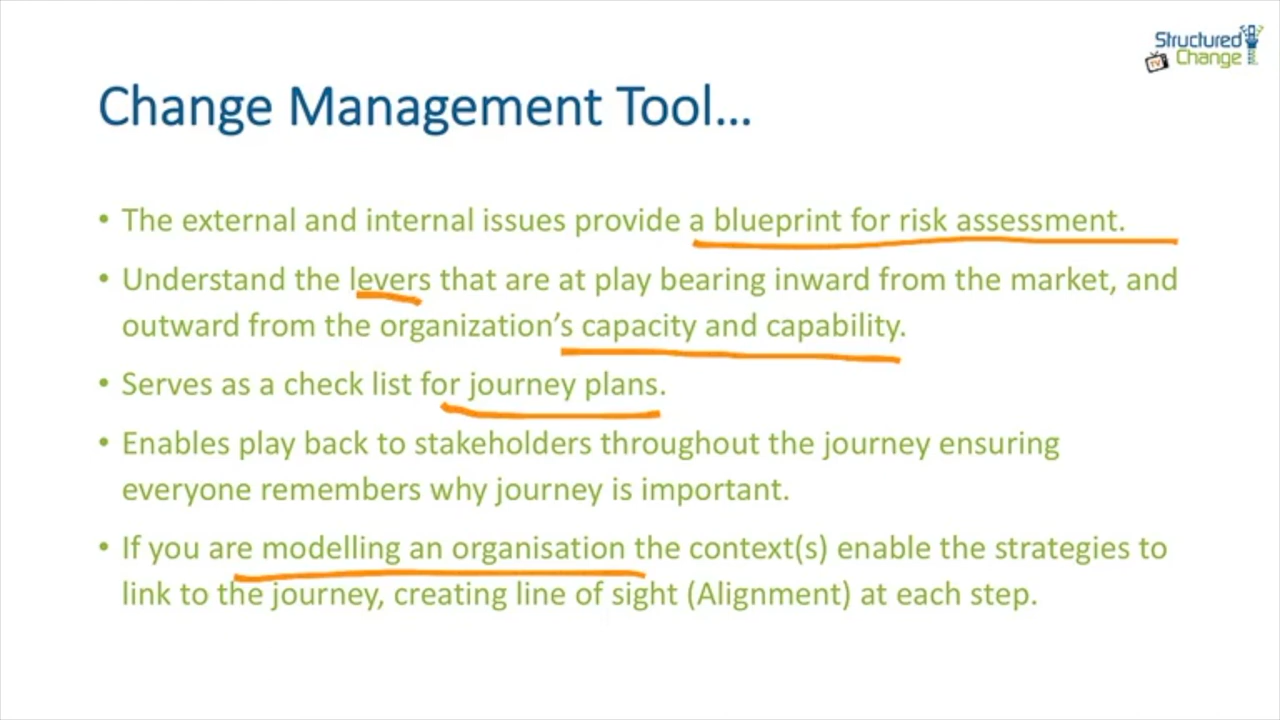 Structured
TV Change
Change Management Tool...
• The external and internal issues provide a blueprint for risk assessment.
• Understand the levers that are at play bearing inward from the market, and
outward from the organization's capacity and capability.
• Serves as a check list for journey plans.
• Enables play back to stakeholders throughout the journey ensuring
everyone remembers why journey is important.
• If you are modelling an organisation the context(s) enable the strategies to
link to the journey, creating line of sight (Alignment) at each step.